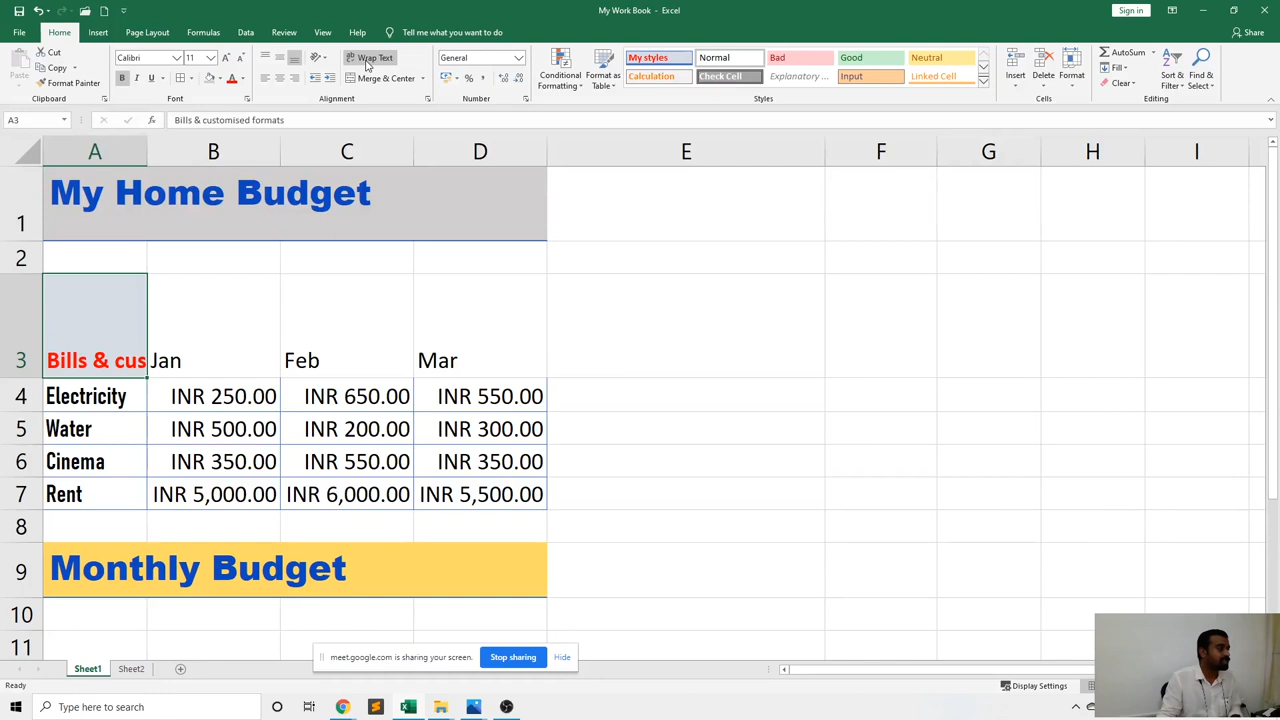 My Work Book - Excel
Sign in
File Home Insert Page Layout Formulas Data Review View Help Tell me what you want to do Share
Paste Cut Copy Format Painter Clipboard
Calibri 11 A A B I U A Font
ab Wrap Text Merge & Center Alignment
General % Number
Conditional Formatting Format as Table
My styles Normal Bad Good Neutral
Calculation Check Cell Explanatory ... Input Linked Cell
Styles
Insert Delete Format Cells
AutoSum Fill Clear Sort & Filter Find & Select Editing
A3 fx Bills & customised formats
A B C D E F G H I
1 My Home Budget
2
3 Bills & cus Jan Feb Mar
4 Electricity INR 250.00 INR 650.00 INR 550.00
5 Water INR 500.00 INR 200.00 INR 300.00
6 Cinema INR 350.00 INR 550.00 INR 350.00
7 Rent INR 5,000.00 INR 6,000.00 INR 5,500.00
8
9 Monthly Budget
10
11
meet.google.com is sharing your screen. Stop sharing Hide
Sheet1 Sheet2
Ready Display Settings
Type here to search